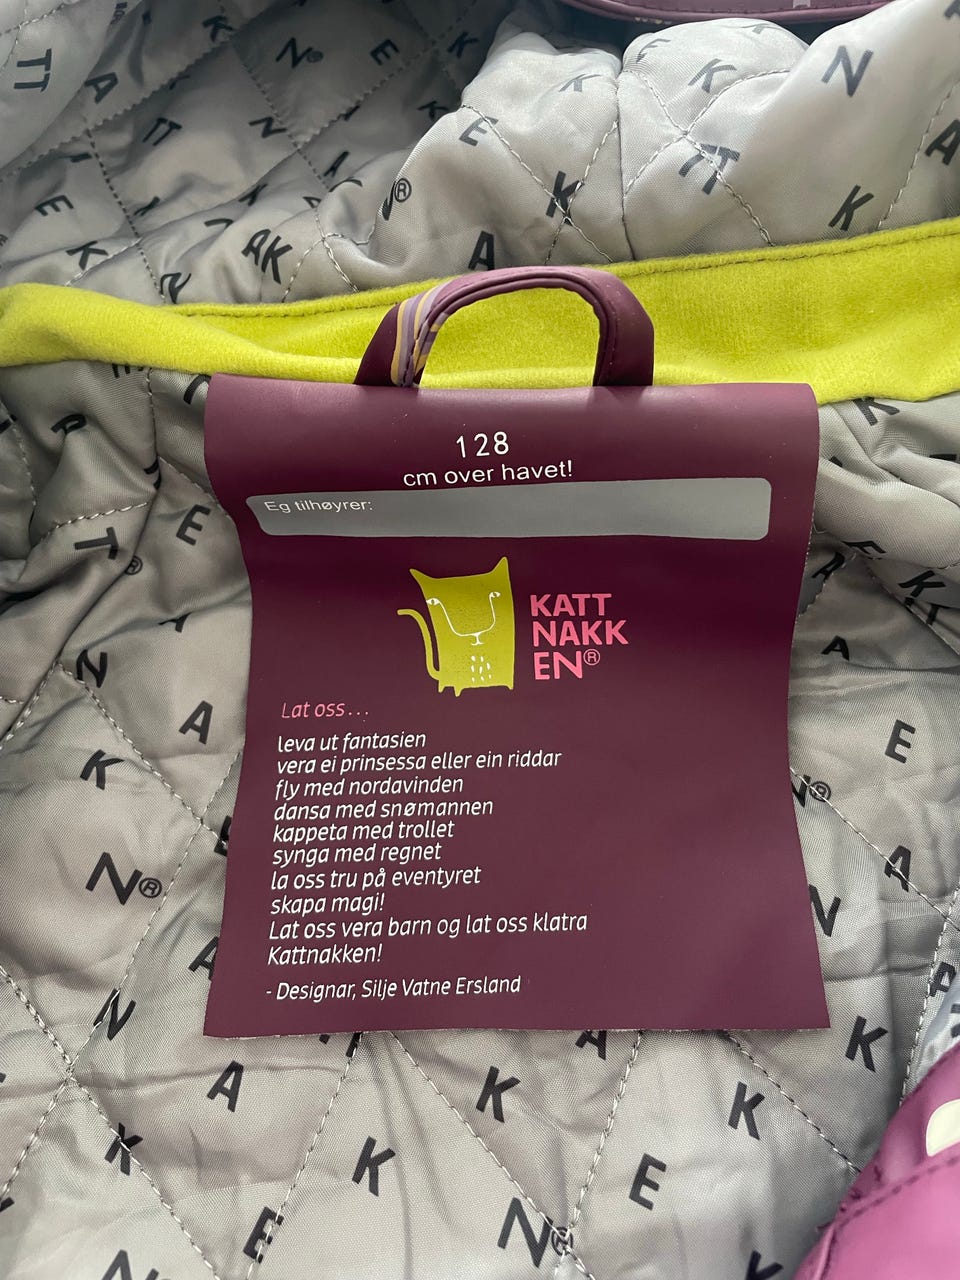 128
cm over havet!
Eg tilhøyrer:
KATT
NAKK
EN®
Lat oss...
leva ut fantasien
vera ei prinsessa eller ein riddar
fly med nordavinden
dansa med snømannen
kappeta med trollet
synga med regnet
la oss tru på eventyret
skapa magi!
Lat oss vera barn og lat oss klatra
Kattnakken!
- Designar, Silje Vatne Ersland